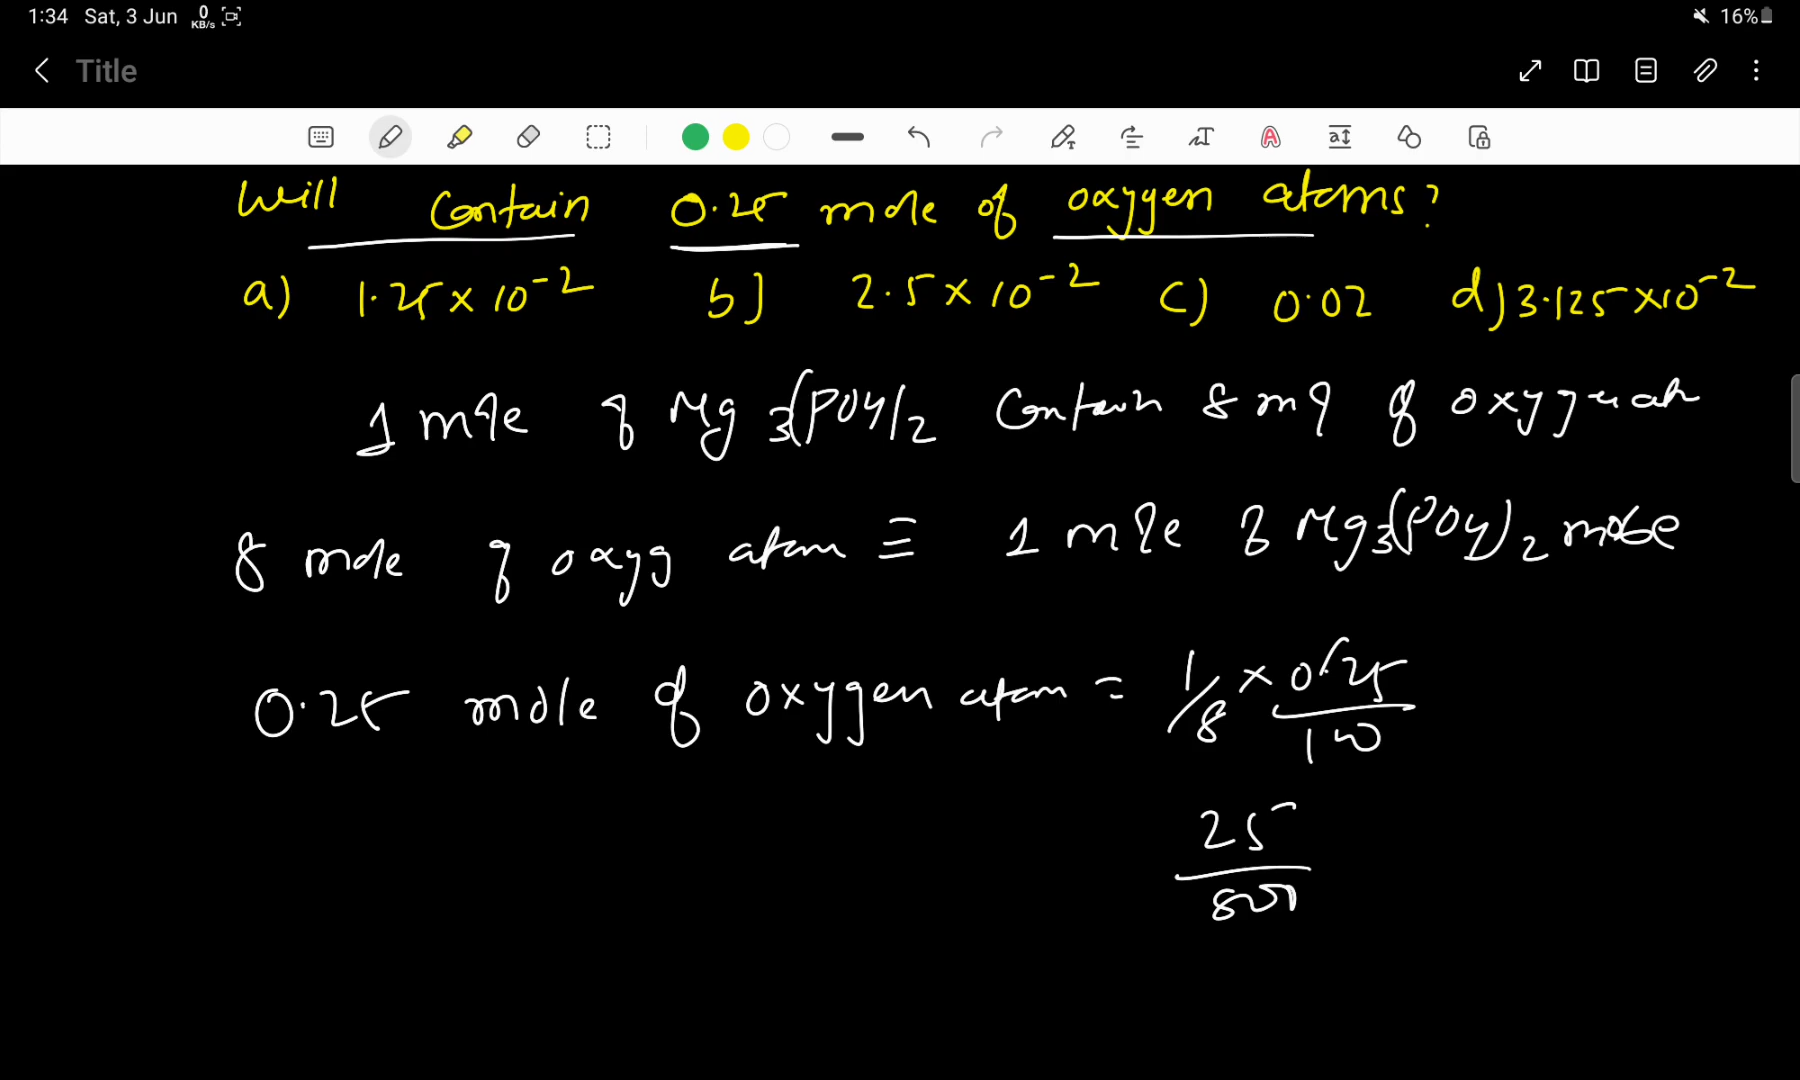 1:34 Sat, 3 Jun 0 KB/s 16%
Title
Will Contain 0.25 mole of oxygen atoms?
a) 1.25 x 10-2 b) 2.5 x 10-2 c) 0.02 d) 3.125 x 10-2
1 mole of Mg3(PO4)2 Contain 8 mol of oxygen
8 mole of oxyg atom ≡ 1 mole of Mg3(PO4)2 mole
0.25 mole of oxygen atom = 1/8 x 0.25
100
25
800